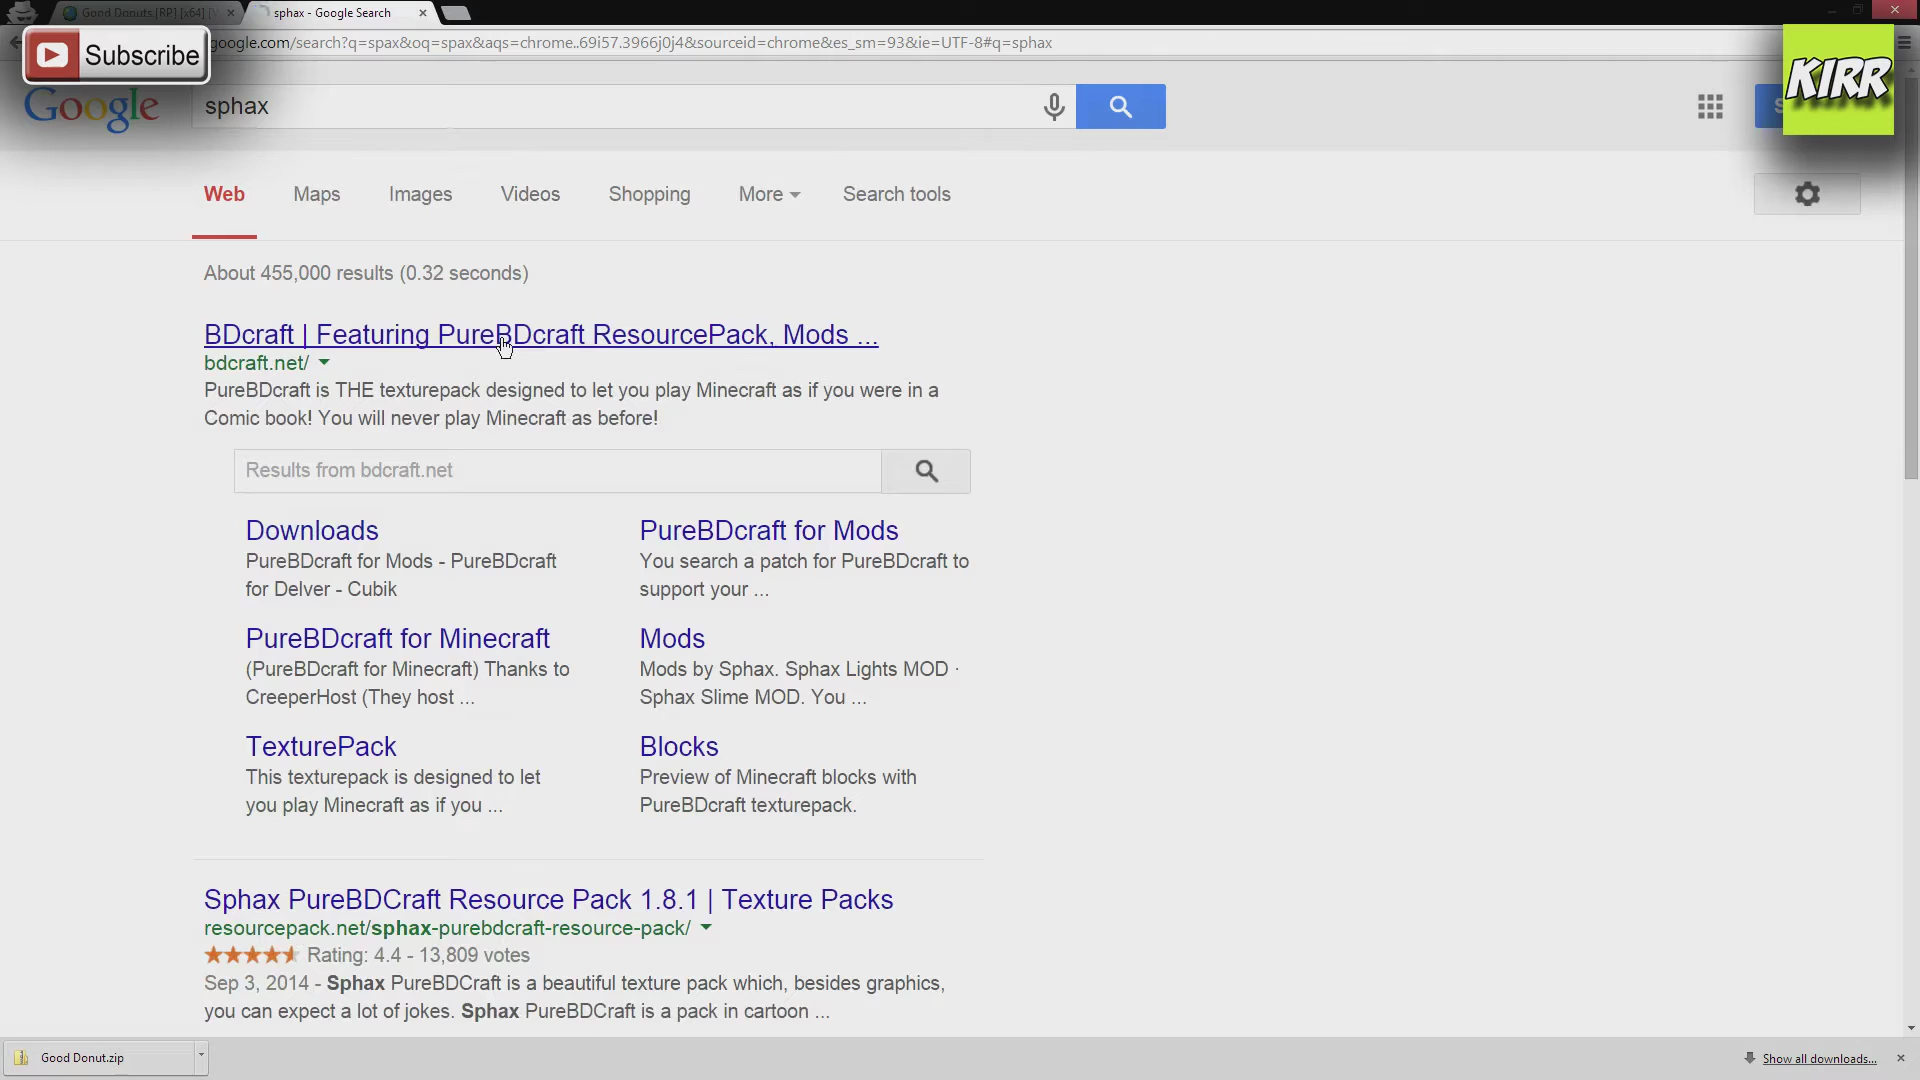 Good Donuts [RP] [x64]
sphax - Google Search
Subscribe
google.com/search?q=spax&oq=spax&aqs=chrome..69i57.3966j0j4&sourceid=chrome&es_sm=93&ie=UTF-8#q=sphax
KIRR
Google
sphax
Web
Maps
Images
Videos
Shopping
More
Search tools
About 455,000 results (0.32 seconds)
BDcraft | Featuring PureBDcraft ResourcePack, Mods ...
bdcraft.net/
PureBDcraft is THE texturepack designed to let you play Minecraft as if you were in a
Comic book! You will never play Minecraft as before!
Results from bdcraft.net
Downloads
PureBDcraft for Mods - PureBDcraft
for Delver - Cubik
PureBDcraft for Mods
You search a patch for PureBDcraft to
support your ...
PureBDcraft for Minecraft
(PureBDcraft for Minecraft) Thanks to
CreeperHost (They host ...
Mods
Mods by Sphax. Sphax Lights MOD ·
Sphax Slime MOD. You ...
TexturePack
This texturepack is designed to let
you play Minecraft as if you ...
Blocks
Preview of Minecraft blocks with
PureBDcraft texturepack.
Sphax PureBDCraft Resource Pack 1.8.1 | Texture Packs
resourcepack.net/sphax-purebdcraft-resource-pack/
Rating: 4.4 - 13,809 votes
Sep 3, 2014 - Sphax PureBDCraft is a beautiful texture pack which, besides graphics,
you can expect a lot of jokes. Sphax PureBDCraft is a pack in cartoon ...
Good Donut.zip
Show all downloads...